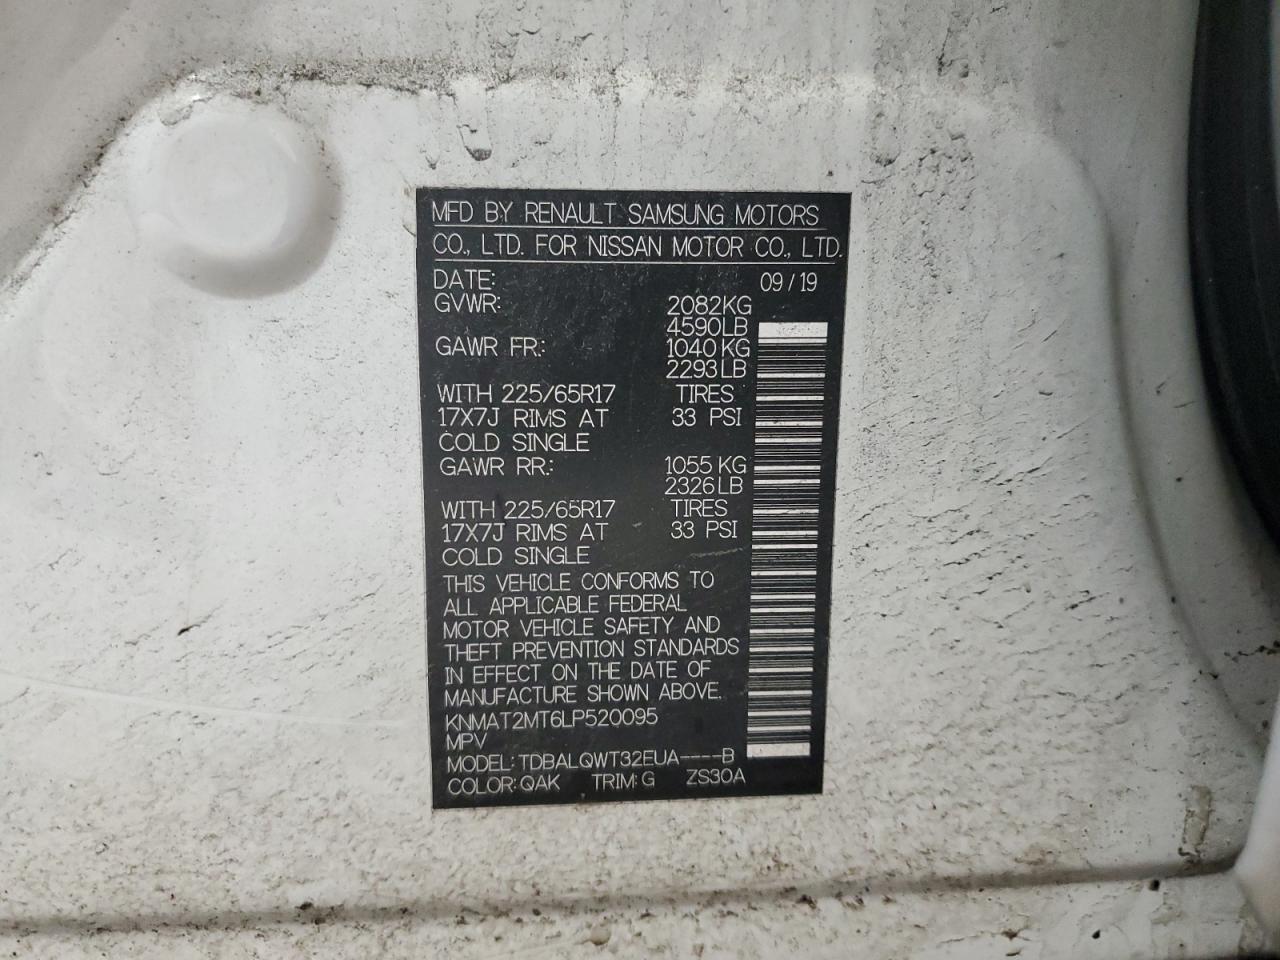 MFD BY RENAULT SAMSUNG MOTORS
CO., LTD. FOR NISSAN MOTOR CO., LTD.
DATE: 09/19
GVWR: 2082KG
4590LB
GAWR FR: 1040KG
2293LB
WITH 225/65R17 TIRES
17X7J RIMS AT 33 PSI
COLD SINGLE
GAWR RR: 1055KG
2326LB
WITH 225/65R17 TIRES
17X7J RIMS AT 33 PSI
COLD SINGLE
THIS VEHICLE CONFORMS TO
ALL APPLICABLE FEDERAL
MOTOR VEHICLE SAFETY AND
THEFT PREVENTION STANDARDS
IN EFFECT ON THE DATE OF
MANUFACTURE SHOWN ABOVE.
KNMAT2MT6LP520095
MPV
MODEL: TDBALQWT32EUA----B
COLOR: QAK TRIM: G ZS30A